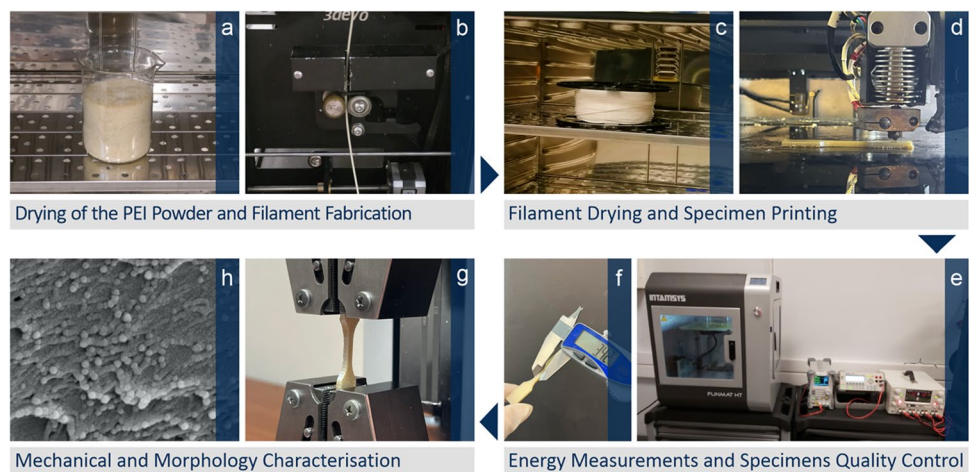 a
3devo
b
Drying of the PEI Powder and Filament Fabrication
c
d
Filament Drying and Specimen Printing
h
g
Mechanical and Morphology Characterisation
f
e
INTAMSYS
FUNMAT HT
Energy Measurements and Specimens Quality Control